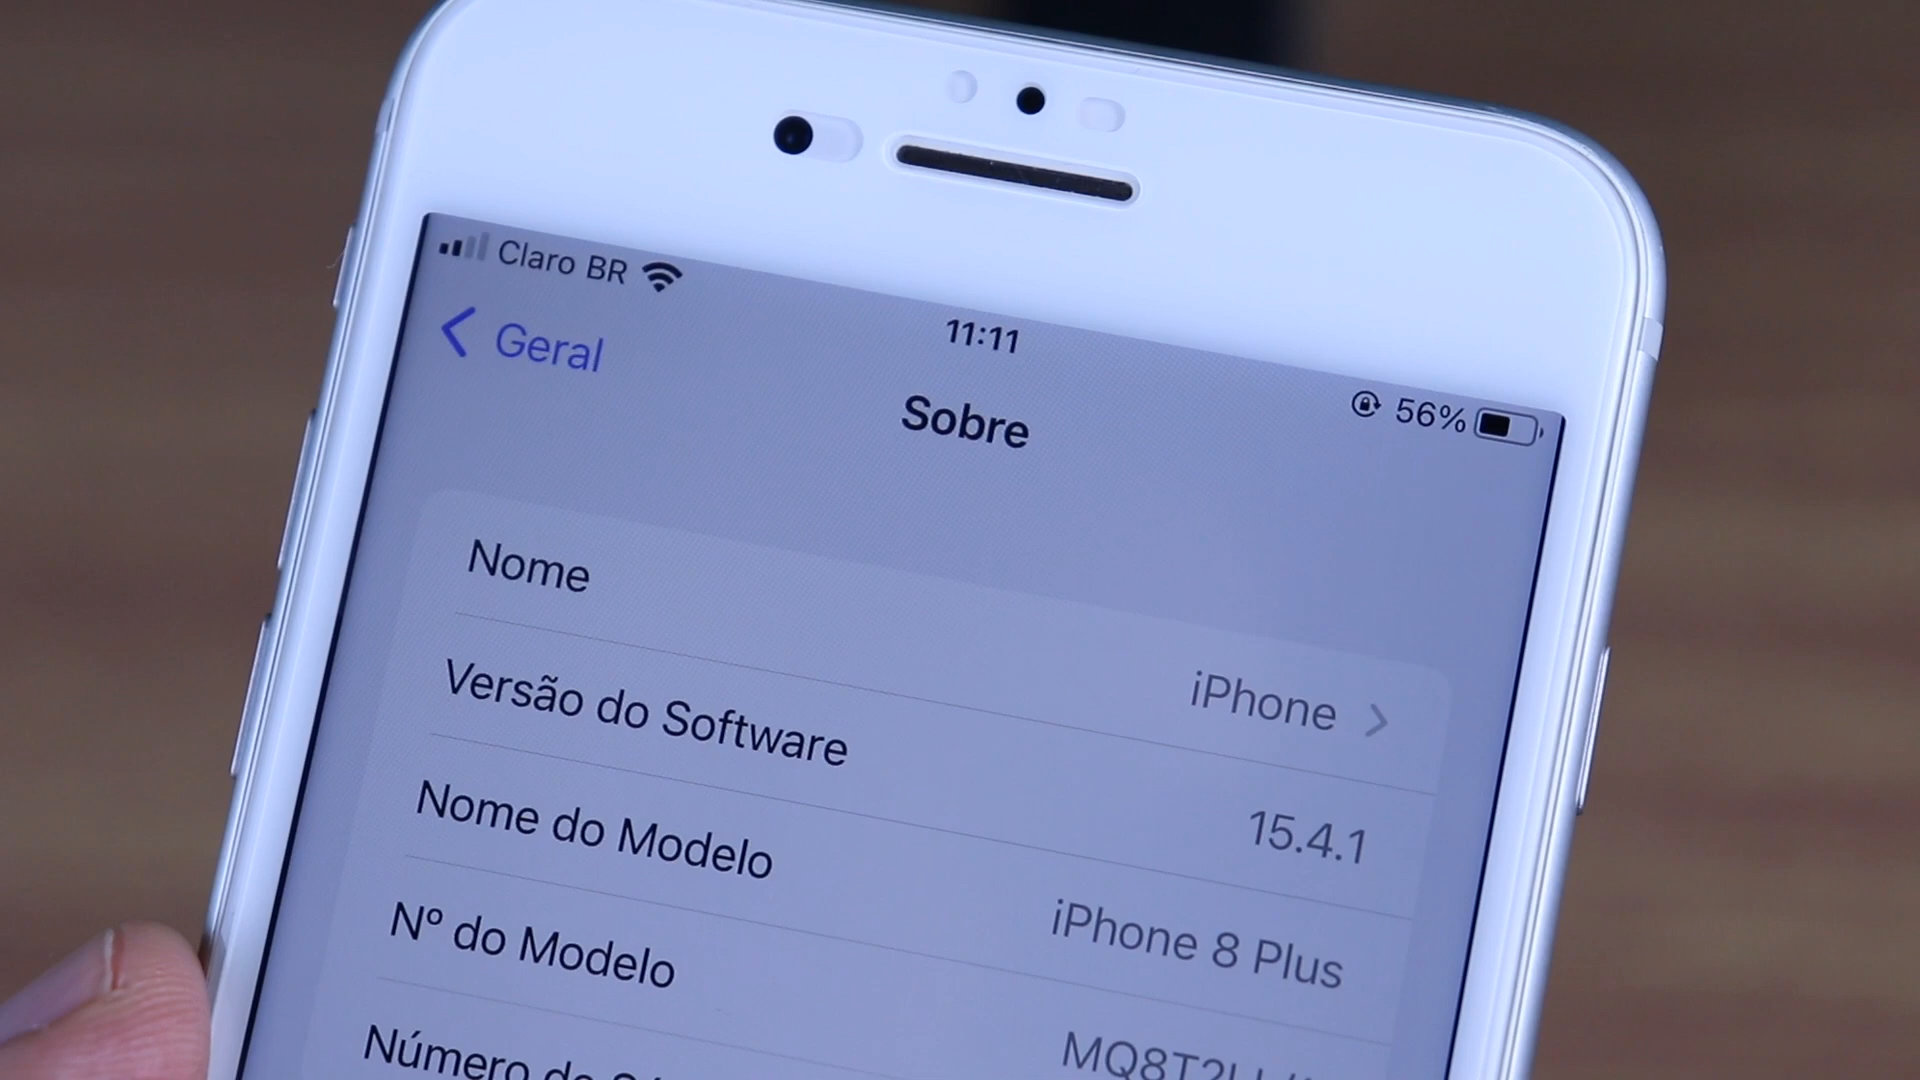 Claro BR
11:11
56%
Geral
Sobre
Nome
iPhone
Versão do Software
15.4.1
Nome do Modelo
iPhone 8 Plus
Nº do Modelo
Número